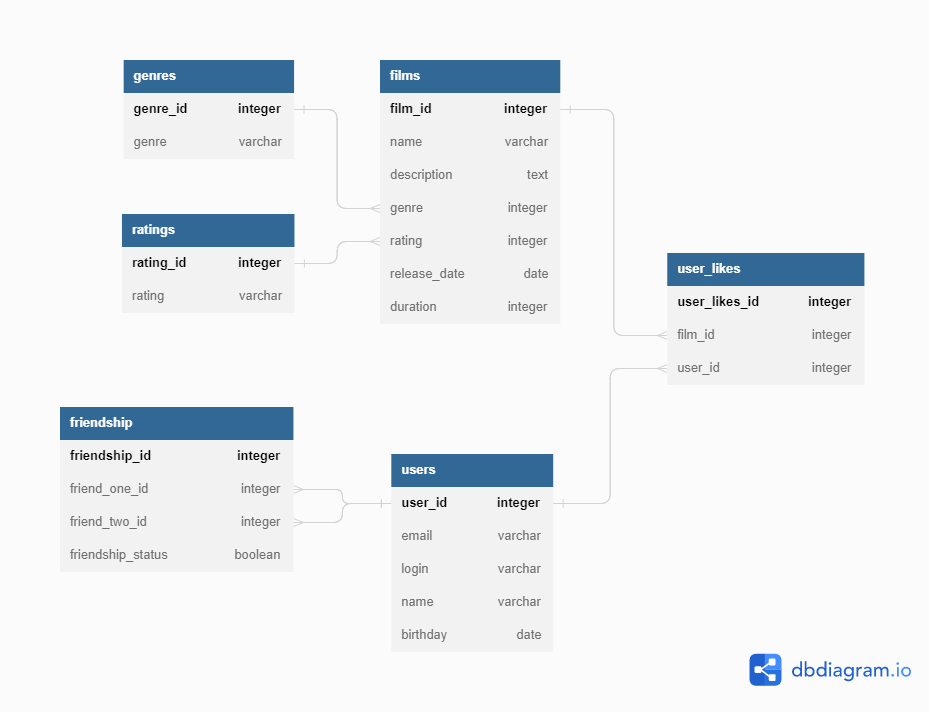 genres
genre_id integer
genre varchar
films
film_id integer
name varchar
description text
genre integer
rating integer
release_date date
duration integer
ratings
rating_id integer
rating varchar
user_likes
user_likes_id integer
film_id integer
user_id integer
friendship
friendship_id integer
friend_one_id integer
friend_two_id integer
friendship_status boolean
users
user_id integer
email varchar
login varchar
name varchar
birthday date
dbdiagram.io